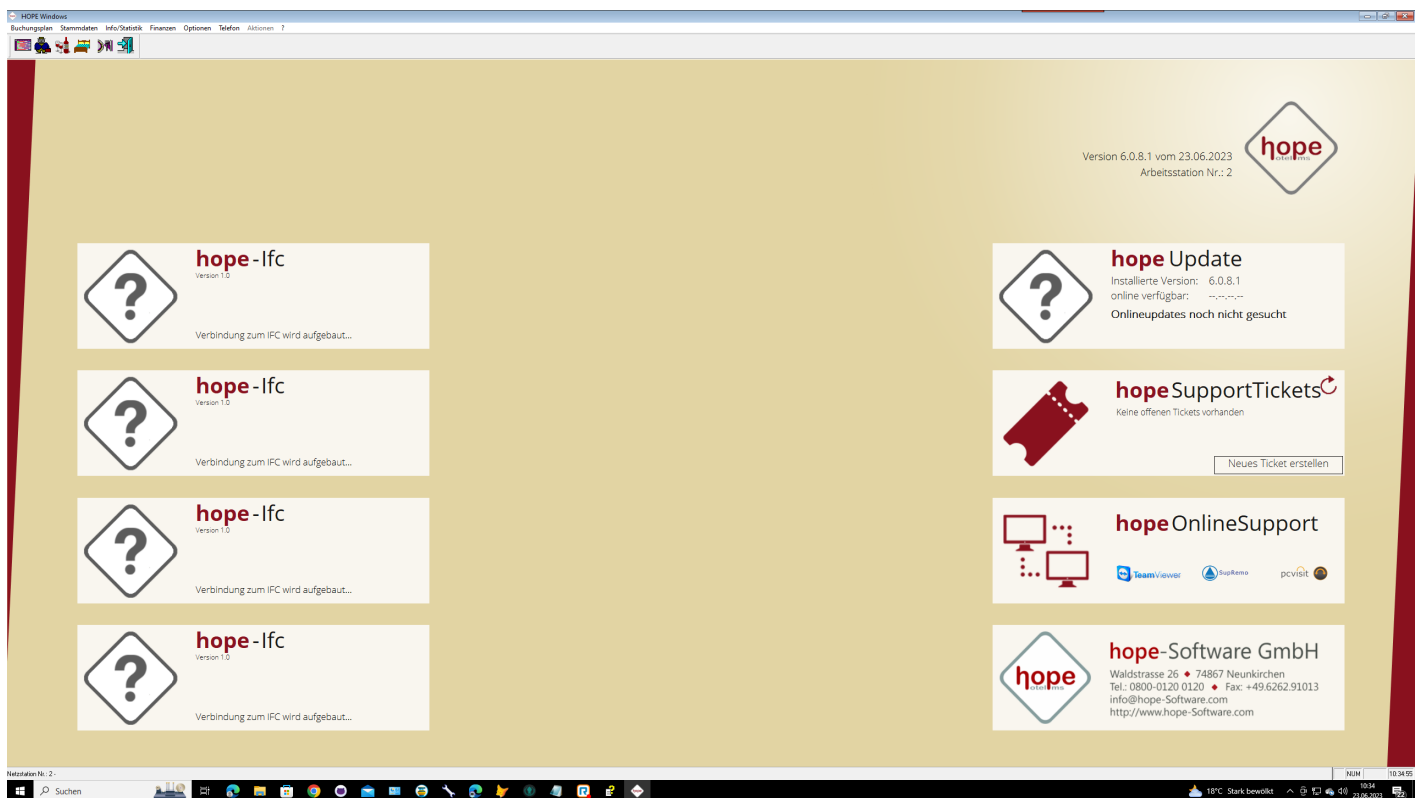 HOPE Windows
Buchungsplan Stammdaten Info/Statistik Finanzen Optionen Telefon Aktionen ?
hope
otel ms
Version 6.0.8.1 vom 23.06.2023
Arbeitsstation Nr.: 2
hope-Ifc
Version 1.0
?
Verbindung zum IFC wird aufgebaut...
hope-Ifc
Version 1.0
?
Verbindung zum IFC wird aufgebaut...
hope-Ifc
Version 1.0
?
Verbindung zum IFC wird aufgebaut...
hope-Ifc
Version 1.0
?
Verbindung zum IFC wird aufgebaut...
hope Update
?
Installierte Version: 6.0.8.1
online verfügbar: --.--.--.--
Onlineupdates noch nicht gesucht
hope SupportTickets
Keine offenen Tickets vorhanden
Neues Ticket erstellen
hope OnlineSupport
TeamViewer SupRemo pcvisit
hope
otel ms
hope-Software GmbH
Waldstrasse 26 ♦ 74867 Neunkirchen
Tel.: 0800-0120 0120 ♦ Fax: +49.6262.91013
info@hope-Software.com
http://www.hope-Software.com
Netzstation Nr.: 2 -
NUM 10:34:55
Suchen
18°C Stark bewölkt
10:34
23.06.2023
22